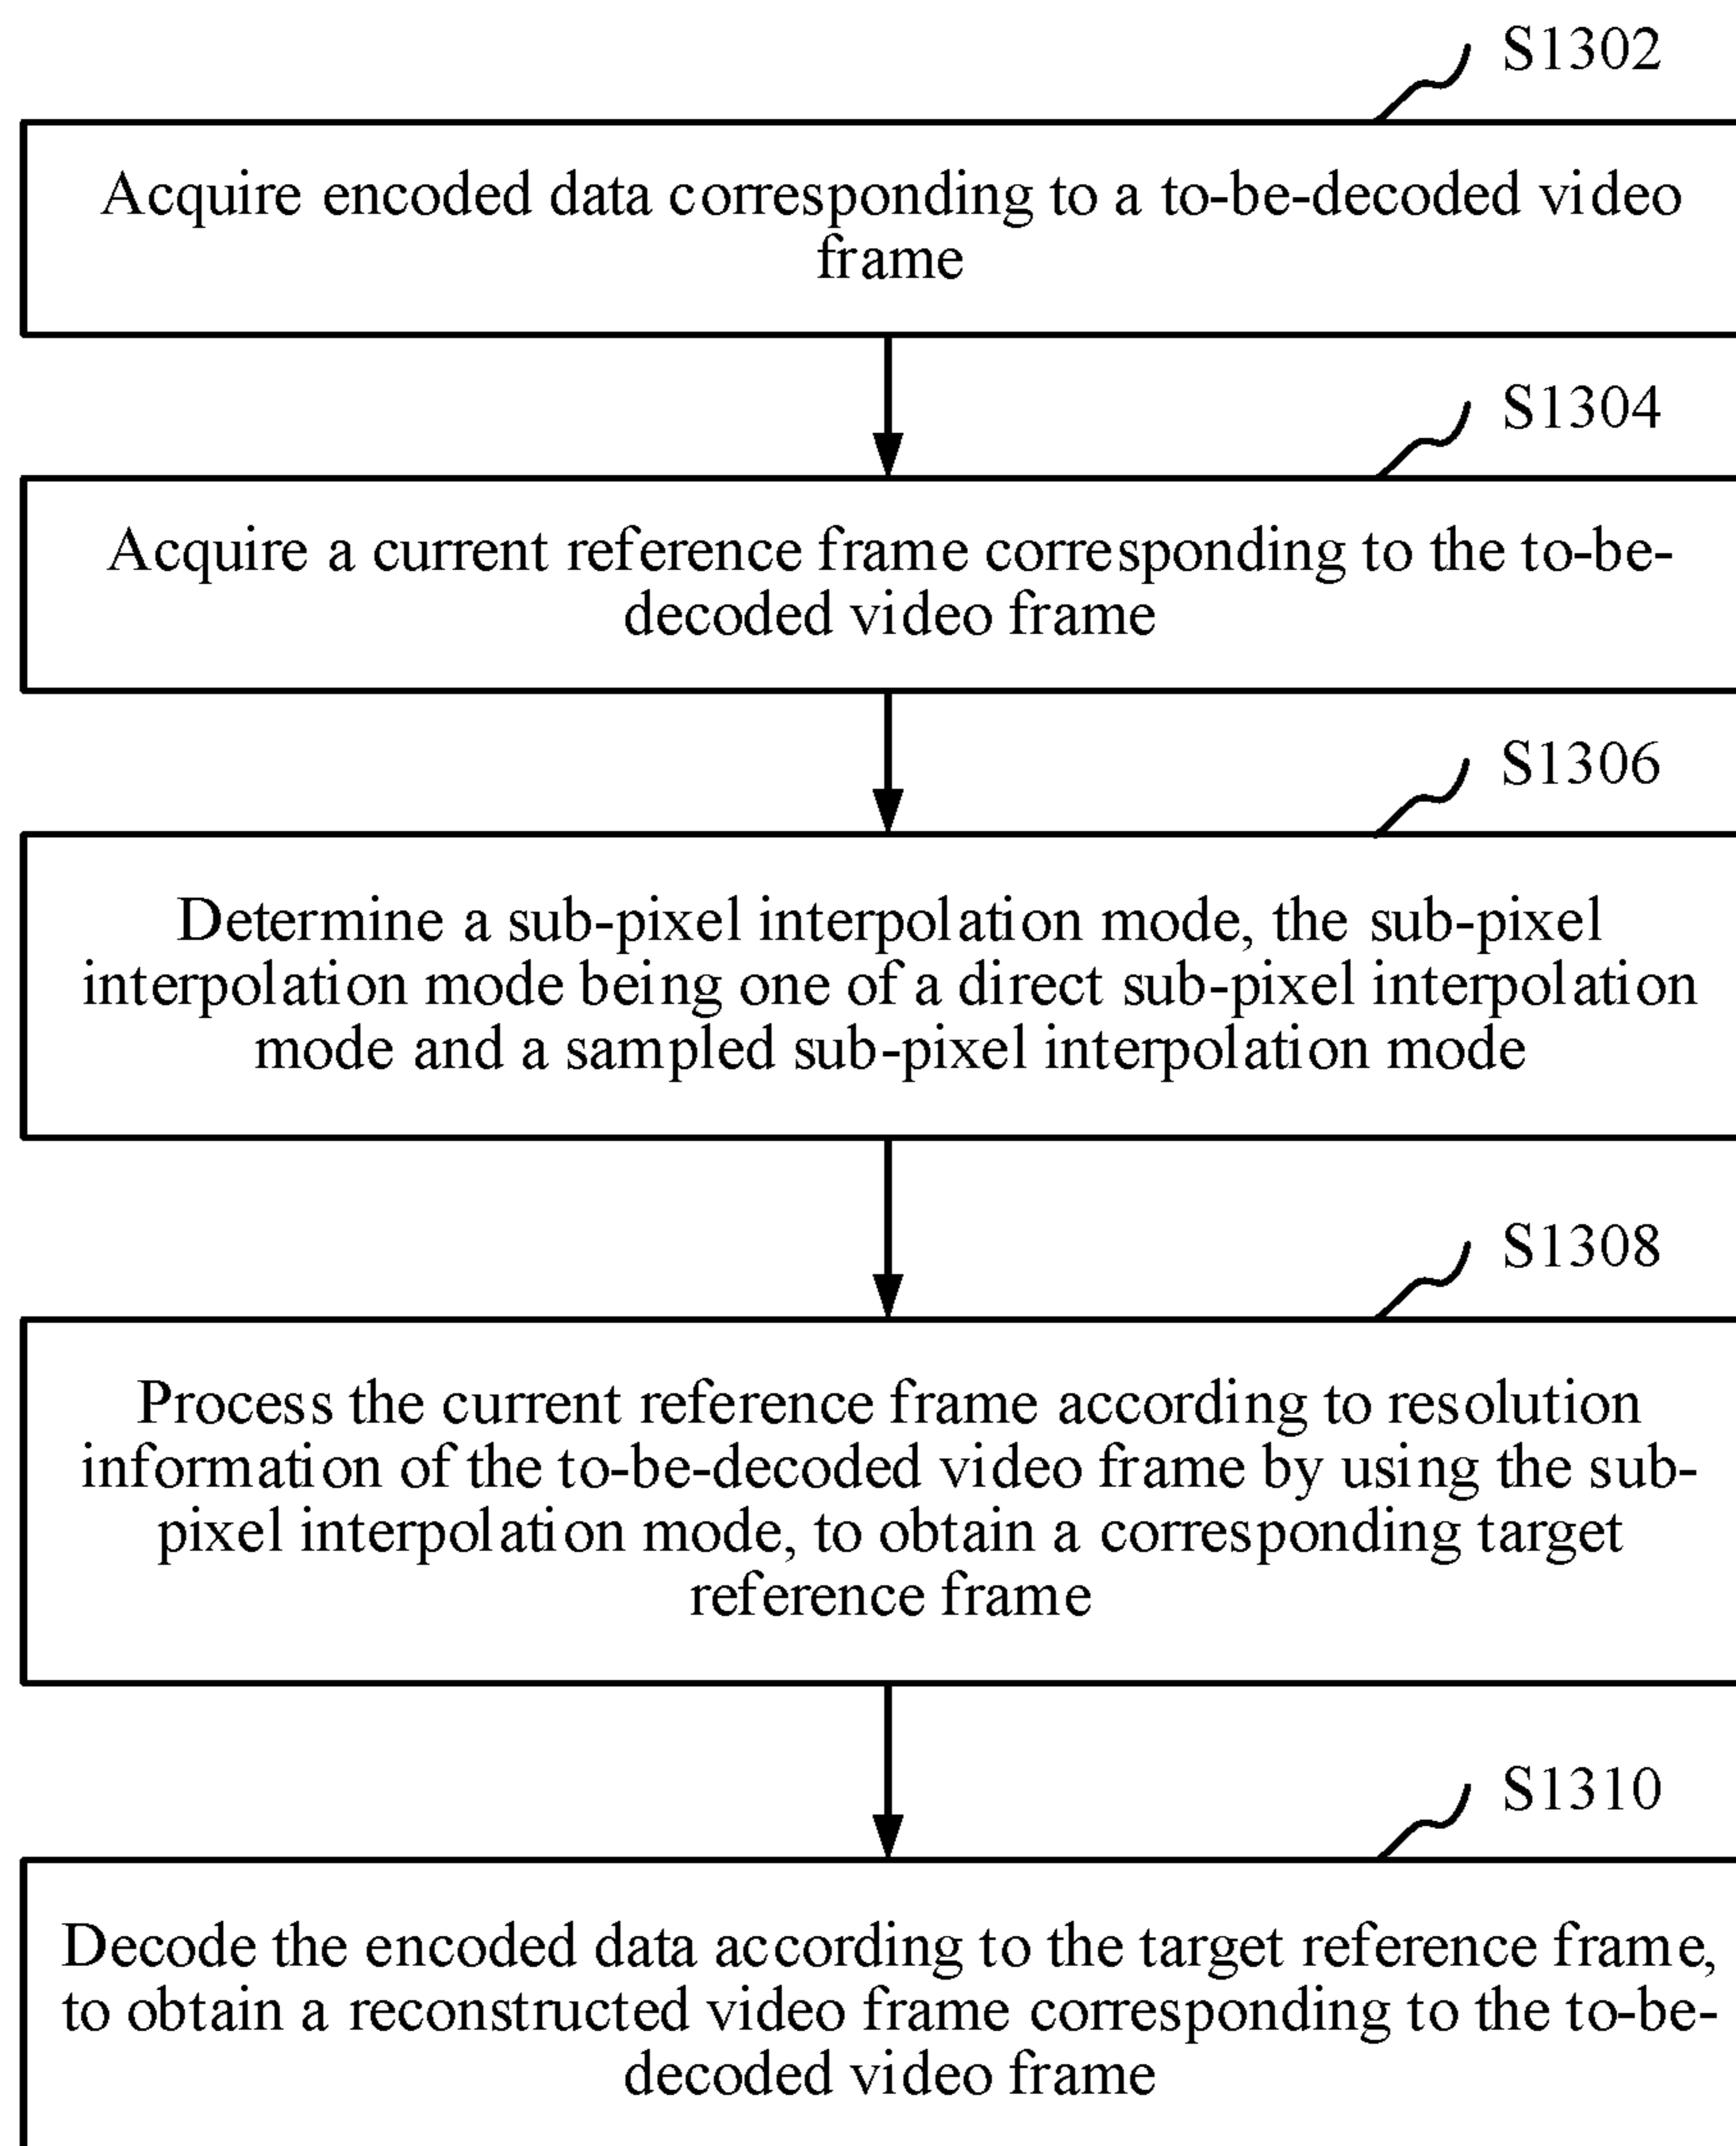 S1302
Acquire encoded data corresponding to a to-be-decoded video
frame
S1304
Acquire a current reference frame corresponding to the to-be-
decoded video frame
S1306
Determine a sub-pixel interpolation mode, the sub-pixel
interpolation mode being one of a direct sub-pixel interpolation
mode and a sampled sub-pixel interpolation mode
S1308
Process the current reference frame according to resolution
information of the to-be-decoded video frame by using the sub-
pixel interpolation mode, to obtain a corresponding target
reference frame
S1310
Decode the encoded data according to the target reference frame,
to obtain a reconstructed video frame corresponding to the to-be-
decoded video frame